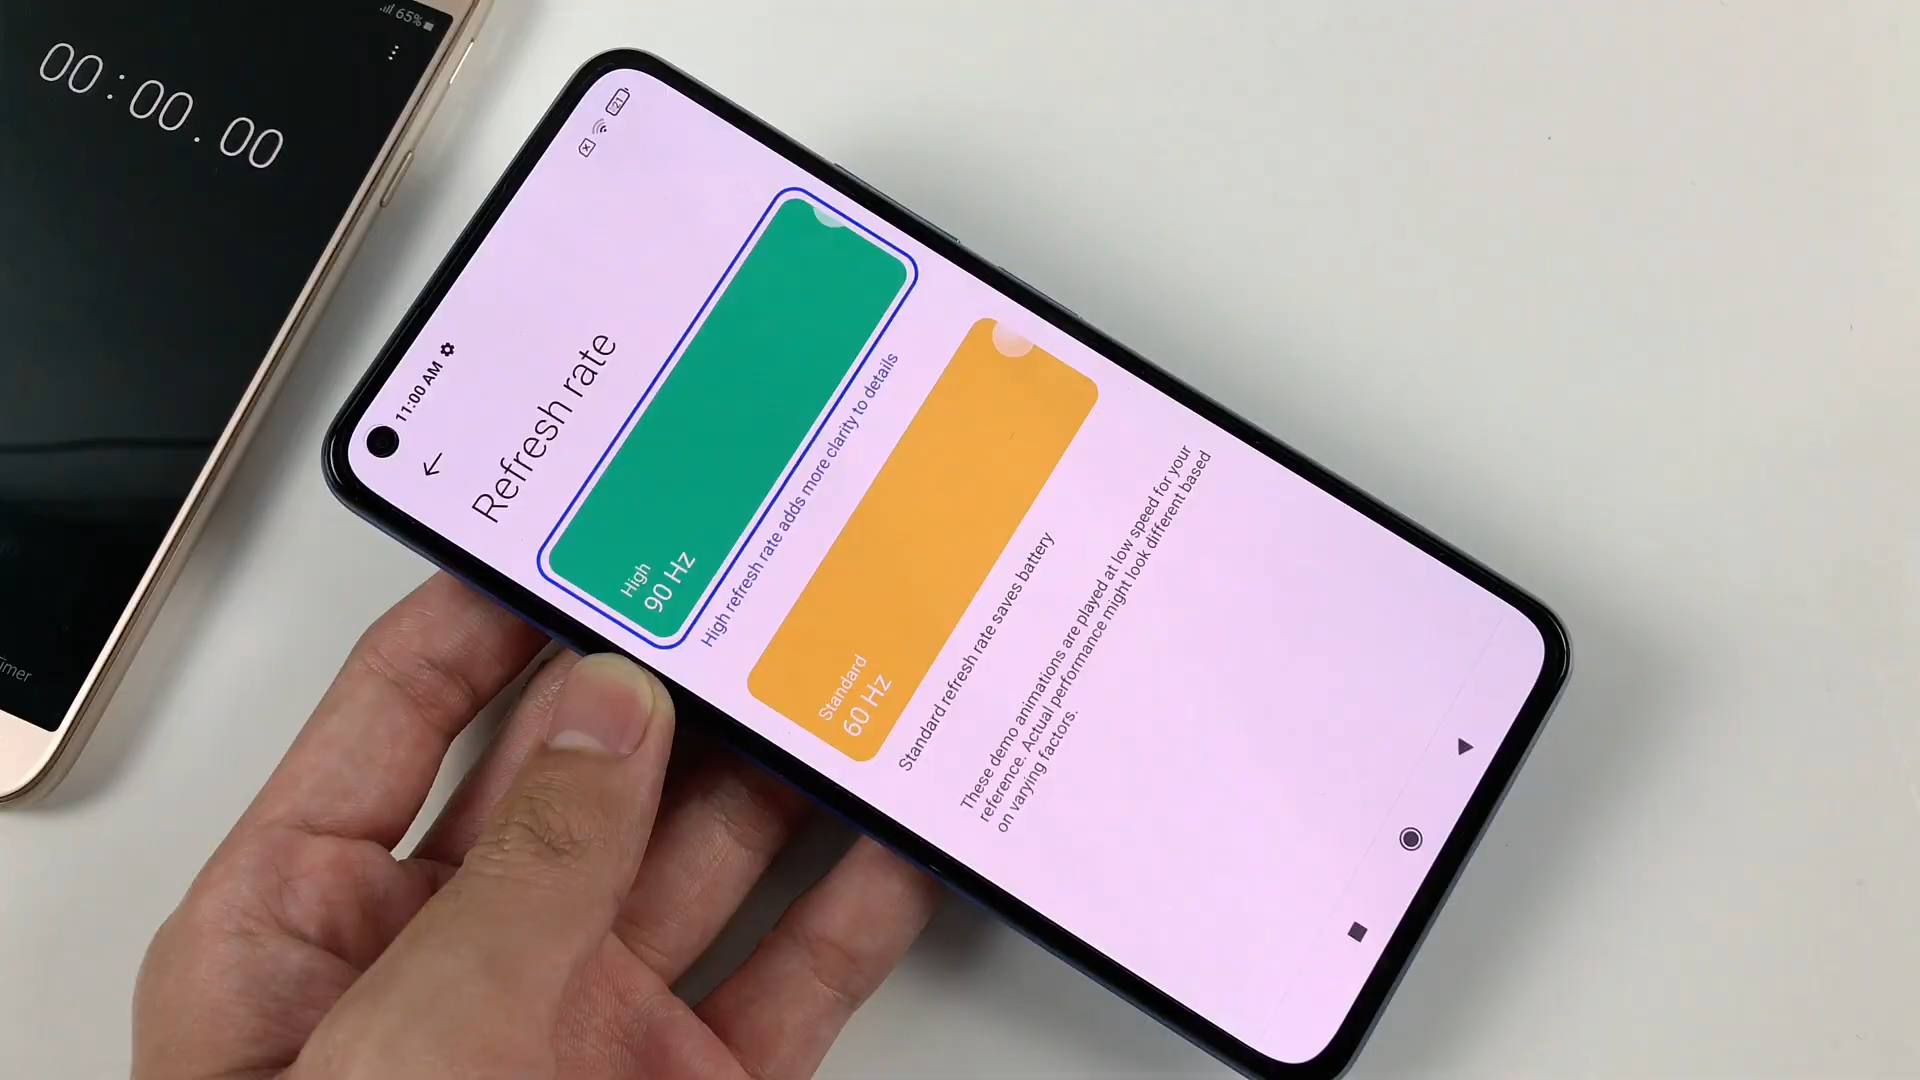 65%
00:00.00
11:00 AM
21
Refresh rate
High
90 Hz
High refresh rate adds more clarity to details
Standard
60 Hz
Standard refresh rate saves battery
These demo animations are played at low speed for your
reference. Actual performance might look different based
on varying factors.